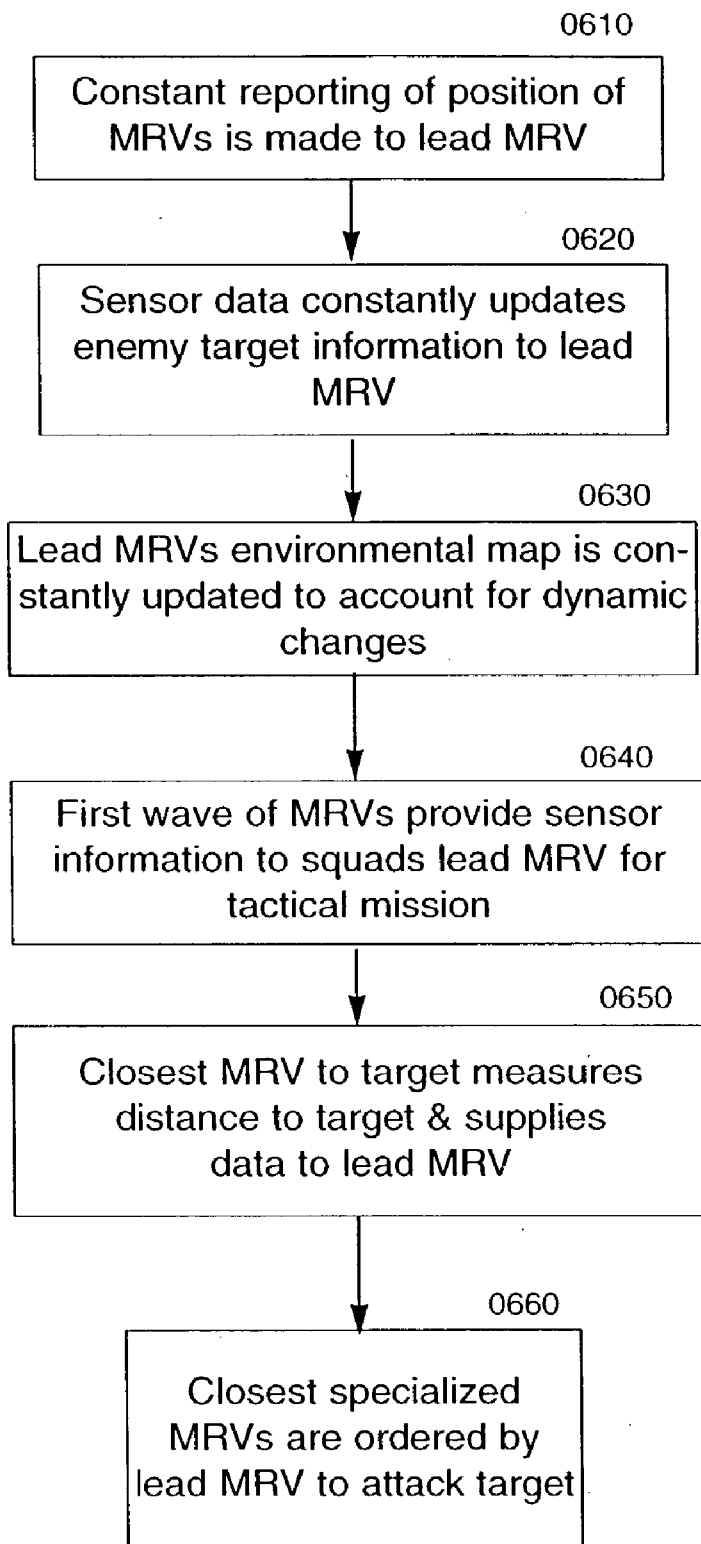 0610
Constant reporting of position of
MRVs is made to lead MRV
0620
Sensor data constantly updates
enemy target information to lead
MRV
0630
Lead MRVs environmental map is con-
stantly updated to account for dynamic
changes
0640
First wave of MRVs provide sensor
information to squads lead MRV for
tactical mission
0650
Closest MRV to target measures
distance to target & supplies
data to lead MRV
0660
Closest specialized
MRVs are ordered by
lead MRV to attack target